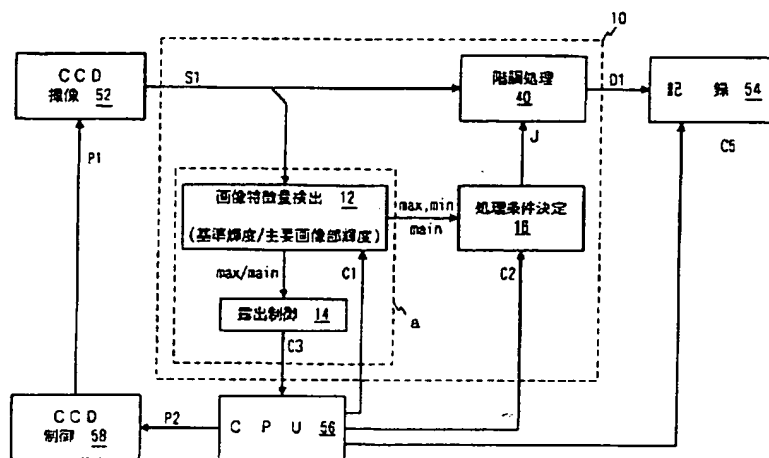 10
CCD
撮像 52
S1
階調処理
40
D1
記 録 54
P1
J
C5
画像特徴量検出 12
(基準輝度/主要画像部輝度)
max,min
main
処理条件決定
16
max/main
C1
C2
露出制御 14
a
C3
CCD
制御 58
P2
C P U 56